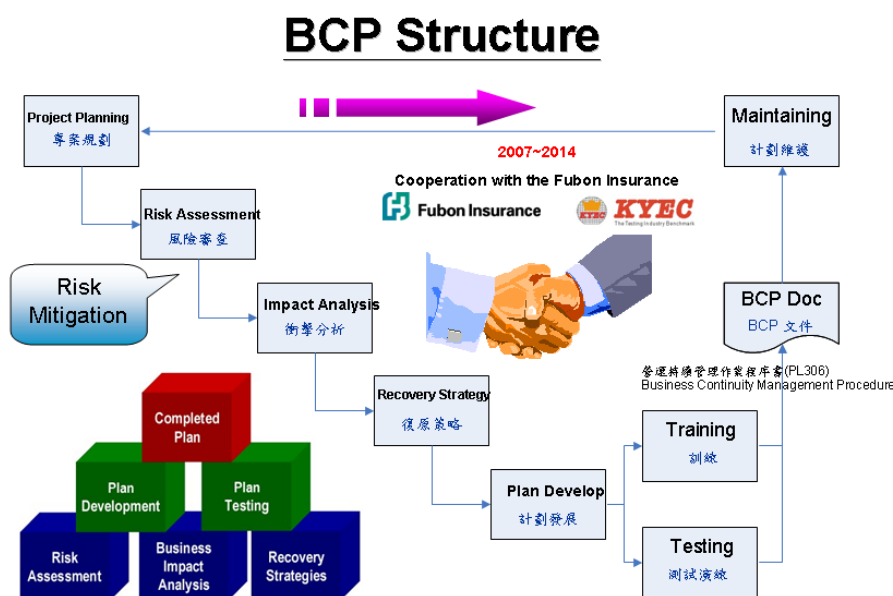 BCP Structure
Project Planning
專案規劃
Maintaining
計劃維護
2007~2014
Cooperation with the Fubon Insurance
Fubon Insurance
KYEC
KYEC
The Testing Industry Benchmark
Risk Assessment
風險審查
Risk
Mitigation
Impact Analysis
衝擊分析
BCP Doc
BCP 文件
營運持續管理作業程序書(PL306)
Business Continuity Management Procedure
Recovery Strategy
復原策略
Training
訓練
Plan Develop
計劃發展
Testing
測試演練
Completed
Plan
Plan
Development
Plan
Testing
Risk
Assessment
Business
Impact
Analysis
Recovery
Strategies